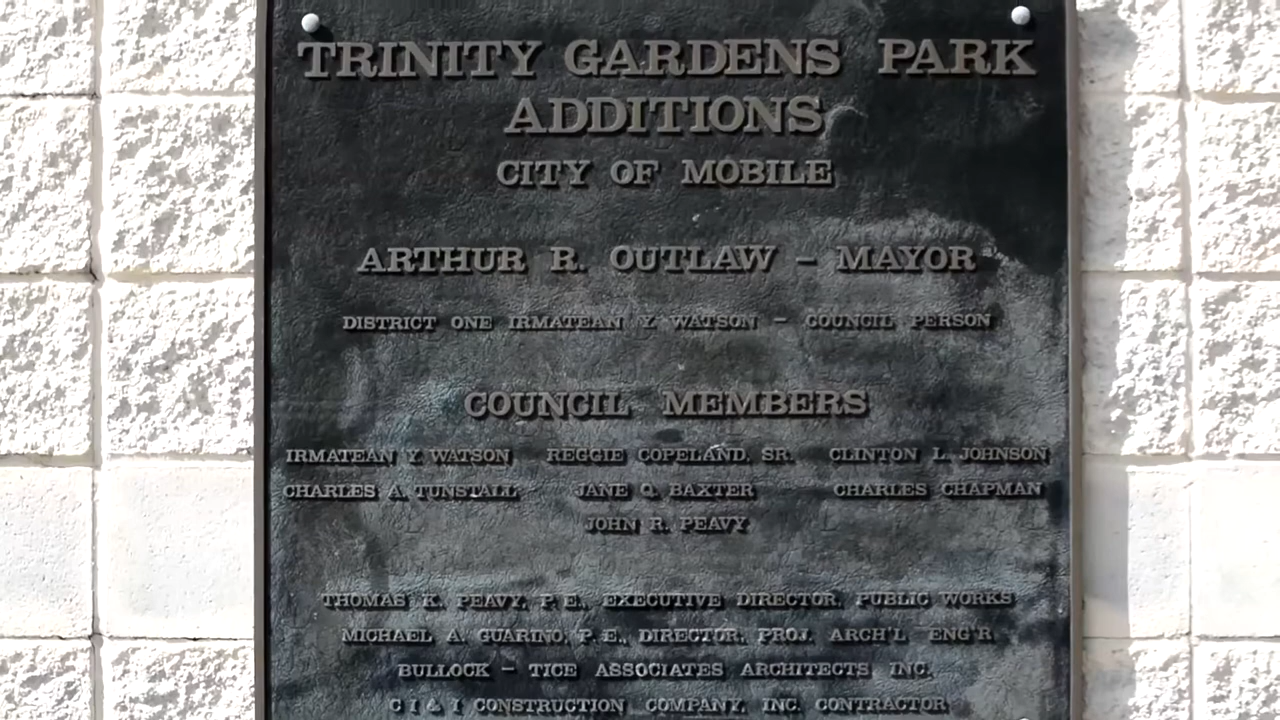 TRINITY GARDENS PARK
ADDITIONS
CITY OF MOBILE
ARTHUR R. OUTLAW - MAYOR
DISTRICT ONE IRMATEAN Y. WATSON - COUNCIL PERSON
COUNCIL MEMBERS
IRMATEAN Y. WATSON REGGIE COPELAND, SR. CLINTON L. JOHNSON
CHARLES A. TUNSTALL JANE Q. BAXTER CHARLES CHAPMAN
JOHN R. PEAVY
THOMAS K. PEAVY, P.E., EXECUTIVE DIRECTOR, PUBLIC WORKS
MICHAEL A. GUARINO, P.E., DIRECTOR, PROJ. ARCH'L ENG'R.
BULLOCK - TICE ASSOCIATES ARCHITECTS INC.
C I & I CONSTRUCTION COMPANY, INC. CONTRACTOR